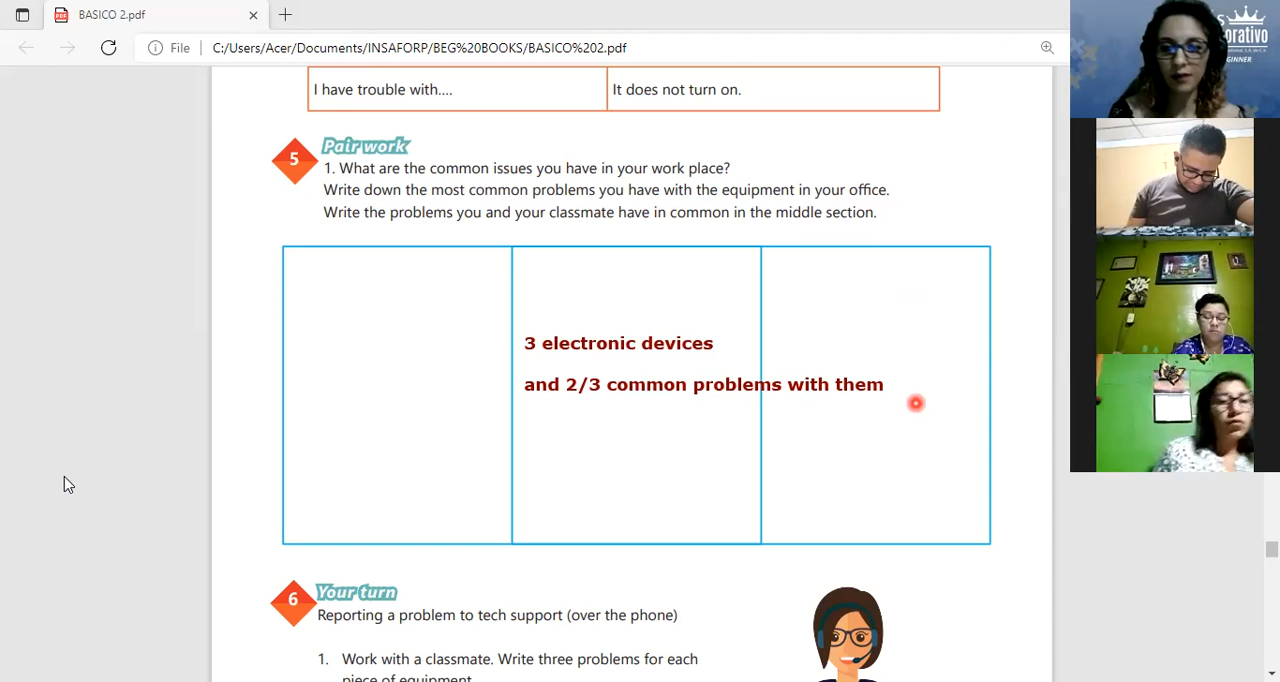 BASICO 2.pdf
File
C:/Users/Acer/Documents/INSAFORP/BEG%20BOOKS/BASICO%202.pdf
I have trouble with....
It does not turn on.
5
Pair work
1. What are the common issues you have in your work place?
Write down the most common problems you have with the equipment in your office.
Write the problems you and your classmate have in common in the middle section.
3 electronic devices
and 2/3 common problems with them
6
Your turn
Reporting a problem to tech support (over the phone)
1. Work with a classmate. Write three problems for each
piece of equipment